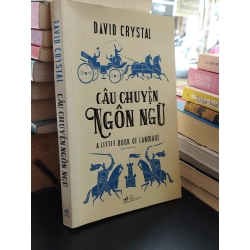 DAVID CRYSTAL
CÂU CHUYỆN
NGÔN NGỮ
A LITTLE BOOK OF LANGUAGE
DAVID CRYSTAL
CÂU CHUYỆN NGÔN NGỮ